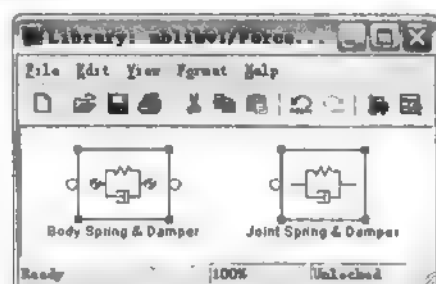 Library:
File Edit View Format Help
Body Spring & Damper
Joint Spring & Damper
Ready 100% Unlocked